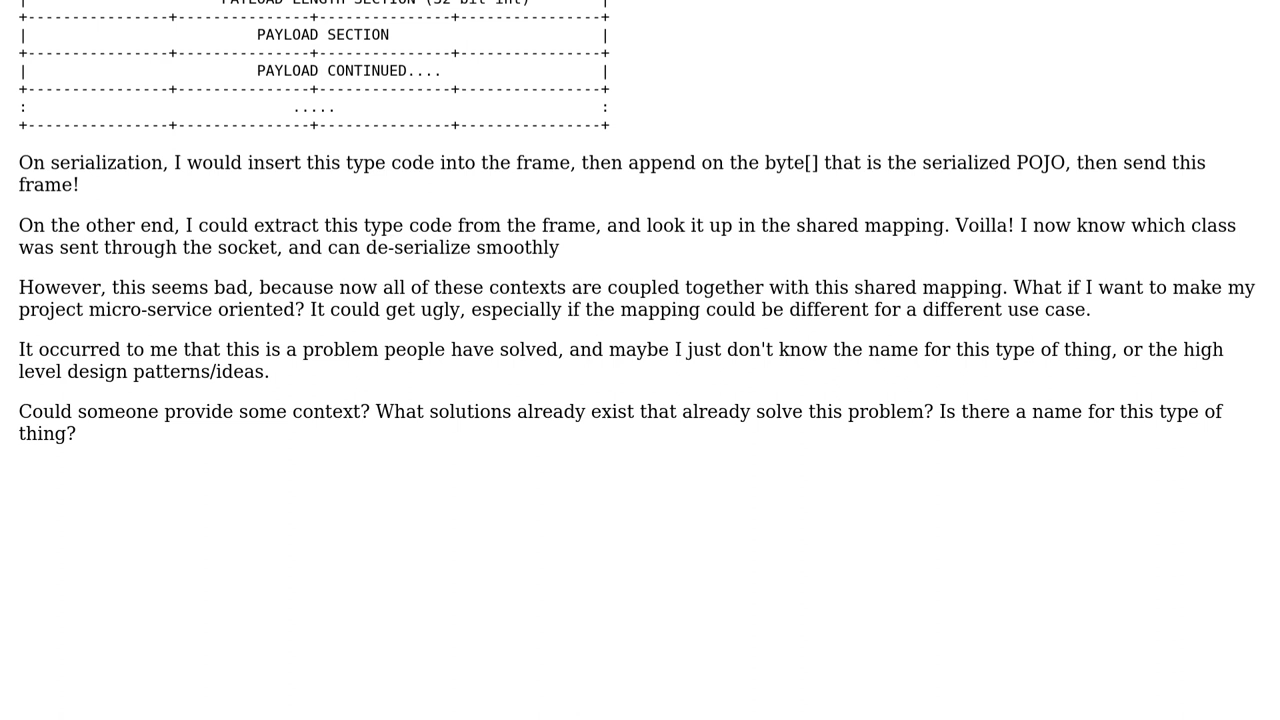 |                      PAYLOAD LENGTH SECTION (32 bit int)        |
+----------------+---------------+---------------+----------------+
|                          PAYLOAD SECTION                        |
+----------------+---------------+---------------+----------------+
|                          PAYLOAD CONTINUED....                  |
+----------------+---------------+---------------+----------------+
:                              .....                              :
+----------------+---------------+---------------+----------------+
On serialization, I would insert this type code into the frame, then append on the byte[] that is the serialized POJO, then send this
frame!
On the other end, I could extract this type code from the frame, and look it up in the shared mapping. Voilla! I now know which class
was sent through the socket, and can de-serialize smoothly
However, this seems bad, because now all of these contexts are coupled together with this shared mapping. What if I want to make my
project micro-service oriented? It could get ugly, especially if the mapping could be different for a different use case.
It occurred to me that this is a problem people have solved, and maybe I just don't know the name for this type of thing, or the high
level design patterns/ideas.
Could someone provide some context? What solutions already exist that already solve this problem? Is there a name for this type of
thing?